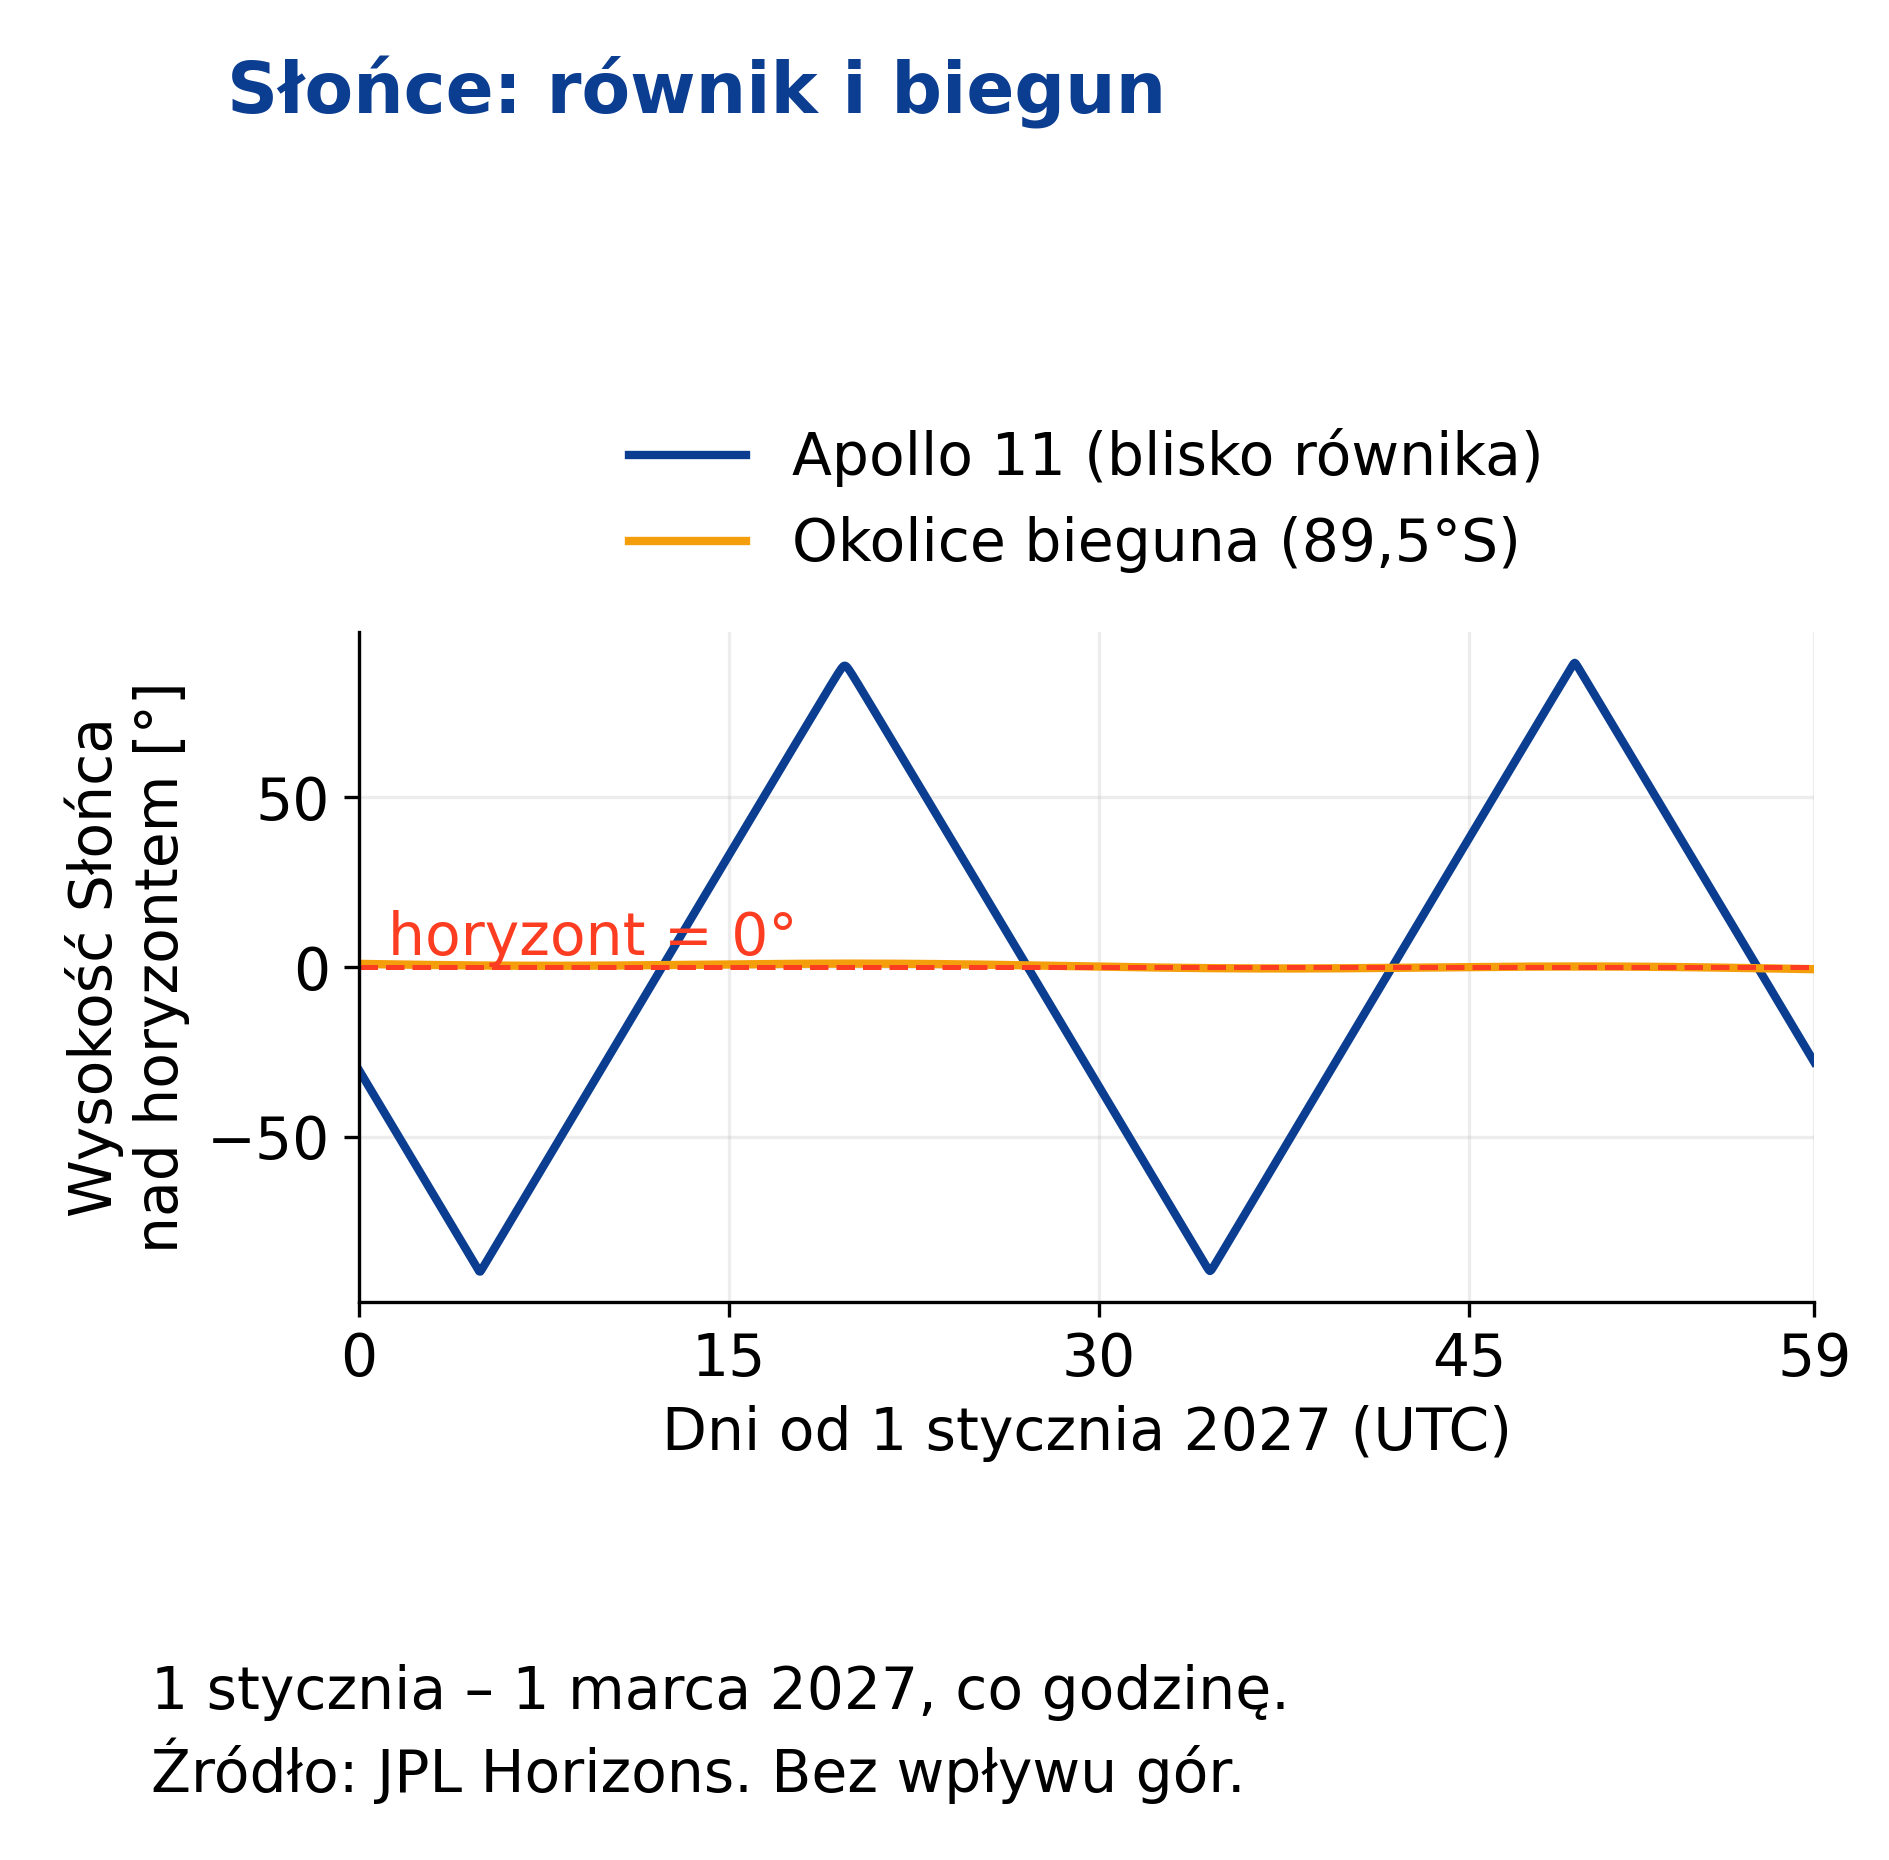 Słońce: równik i biegun
Apollo 11 (blisko równika)
Okolice bieguna (89,5°S)
Wysokość Słońca
nad horyzontem [°]
50
0
−50
horyzont = 0°
0 15 30 45 59
Dni od 1 stycznia 2027 (UTC)
1 stycznia – 1 marca 2027, co godzinę.
Źródło: JPL Horizons. Bez wpływu gór.